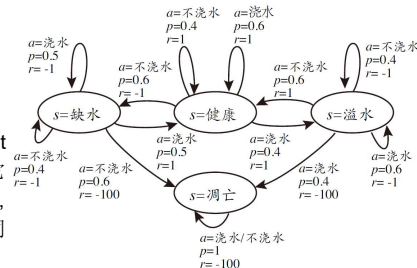 a=不浇水
p=0.4
r=1
a=浇水
p=0.6
r=1
a=浇水
p=0.5
r= -1
a=不浇水
p=0.6
r= -1
a=不浇水
p=0.6
r=1
a=不浇水
p=0.4
r= -1
s=缺水
s=健康
s=溢水
a=不浇水
p=0.4
r= -1
a=不浇水
p=0.6
r= -100
a=浇水
p=0.5
r=1
a=浇水
p=0.4
r=1
a=浇水
p=0.4
r= -100
a=浇水
p=0.6
r= -1
s=凋亡
a=浇水/不浇水
p=1
r= -100